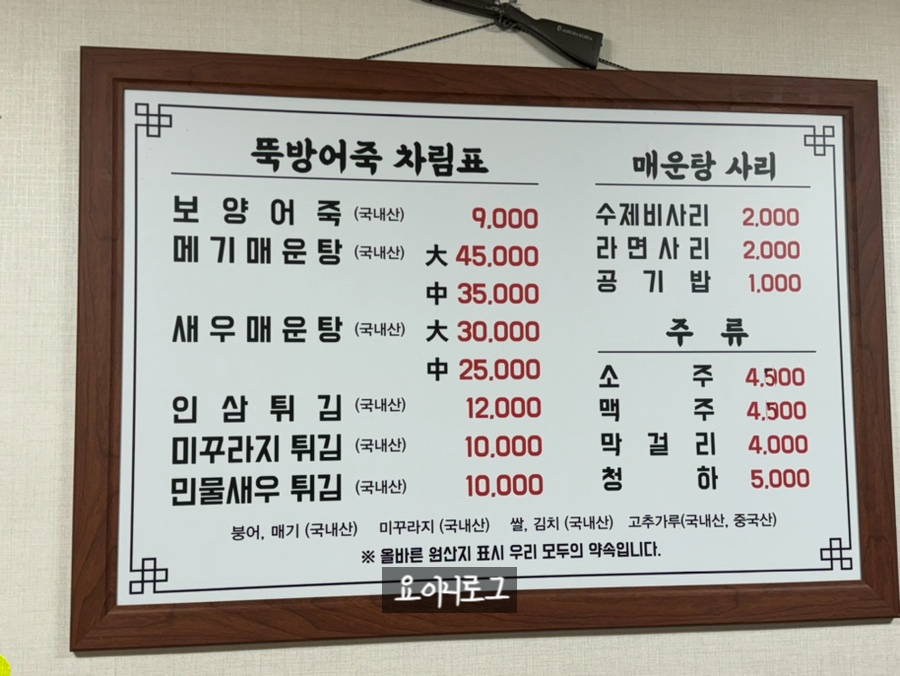 뚝방어죽 차림표
보양어죽 (국내산) 9,000
메기매운탕 (국내산) 大 45,000
中 35,000
새우매운탕 (국내산) 大 30,000
中 25,000
인삼튀김 (국내산) 12,000
미꾸라지 튀김 (국내산) 10,000
민물새우 튀김 (국내산) 10,000
매운탕 사리
수제비사리 2,000
라면사리 2,000
공기밥 1,000
주류
소주 4,500
맥주 4,500
막걸리 4,000
청하 5,000
붕어, 매기 (국내산) 미꾸라지 (국내산) 쌀, 김치 (국내산) 고추가루(국내산, 중국산)
※ 올바른 원산지 표시 우리 모두의 약속입니다.
요이키로그